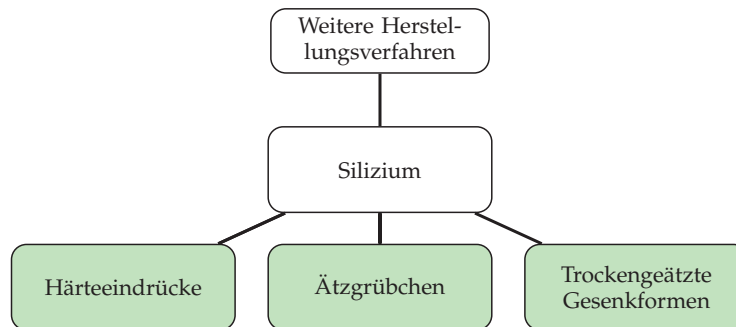 Weitere Herstel-
lungsverfahren
Silizium
Härteeindrücke
Ätzgrübchen
Trockengeätzte
Gesenkformen